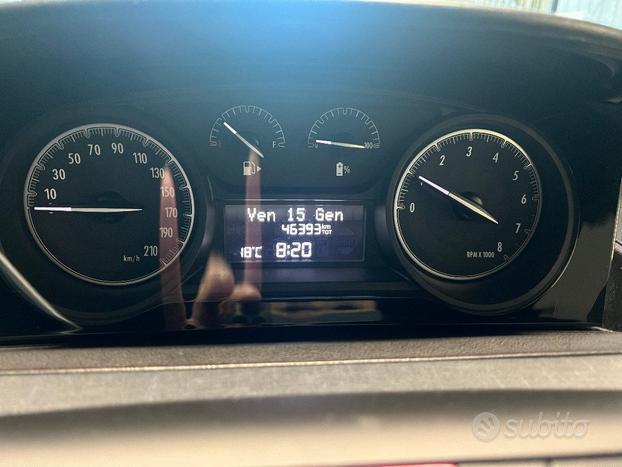 10 30 50 70 90 110 130 150 170 190 210
km/h
F
100
%
Ven 15 Gen
46393 km TOT
18°C 8:20
0 1 2 3 4 5 6 7 8
RPM X 1000
subito